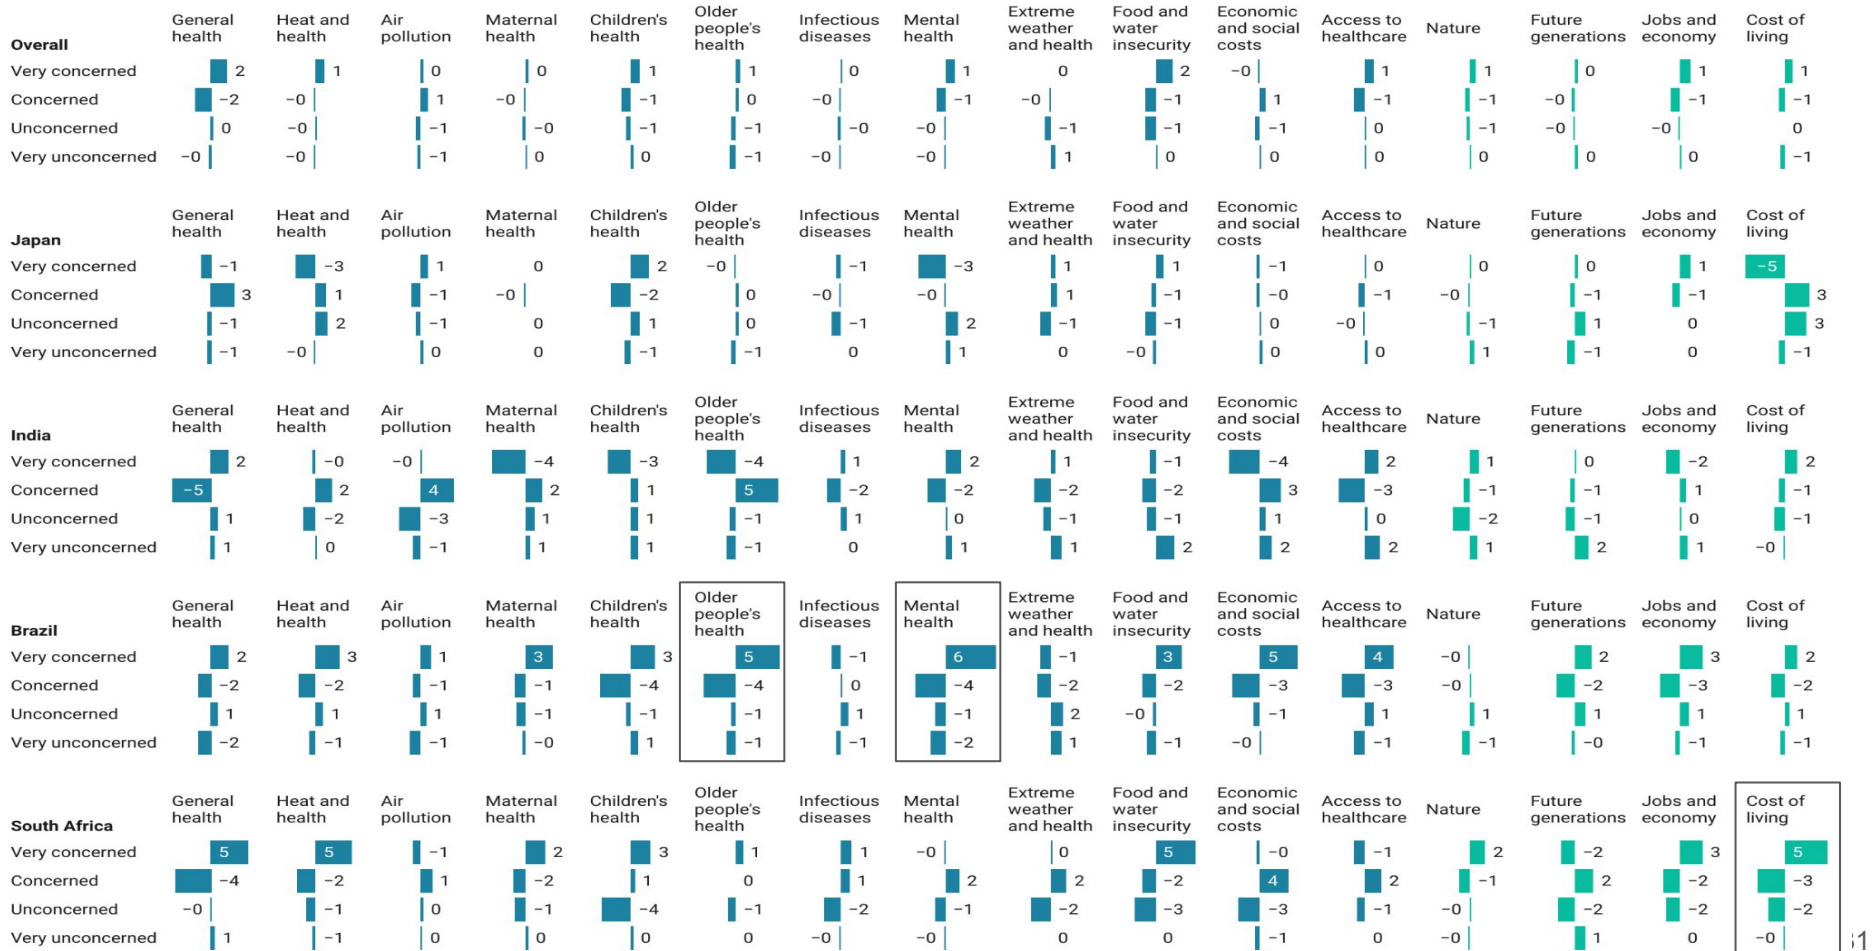 General Heat and Air Maternal Children's Older people's Infectious Mental Extreme weather Food and water Economic and social Access to Nature Future Jobs and Cost of
Overall health health pollution health health health diseases health and health insecurity costs healthcare generations economy living
Very concerned 2 1 0 0 1 1 0 1 0 2 −0 1 1 0 1 1
Concerned −2 −0 1 −0 −1 0 −0 −1 −0 −1 1 −1 −1 −0 −1 −1
Unconcerned 0 −0 −1 −0 −1 −1 −0 −0 −1 −1 −1 0 −1 −0 −0 0
Very unconcerned −0 −0 −1 0 0 −1 −0 −0 1 0 0 0 0 0 0 −1
General Heat and Air Maternal Children's Older people's Infectious Mental Extreme weather Food and water Economic and social Access to Nature Future Jobs and Cost of
Japan health health pollution health health health diseases health and health insecurity costs healthcare generations economy living
Very concerned −1 −3 1 0 2 −0 −1 −3 1 1 −1 0 0 0 1 −5
Concerned 3 1 −1 −0 −2 0 −0 −0 1 −1 −0 −1 −0 −1 −1 3
Unconcerned −1 2 −1 0 1 0 −1 2 −1 −1 0 −0 −1 1 0 3
Very unconcerned −1 −0 0 0 −1 −1 0 1 0 −0 0 0 1 −1 0 −1
General Heat and Air Maternal Children's Older people's Infectious Mental Extreme weather Food and water Economic and social Access to Nature Future Jobs and Cost of
India health health pollution health health health diseases health and health insecurity costs healthcare generations economy living
Very concerned 2 −0 −0 −4 −3 −4 1 2 1 −1 −4 2 1 0 −2 2
Concerned −5 2 4 2 1 5 −2 −2 −2 −2 3 −3 −1 −1 1 −1
Unconcerned 1 −2 −3 1 1 −1 1 0 −1 −1 1 0 −2 −1 0 −1
Very unconcerned 1 0 −1 1 1 −1 0 1 1 2 2 2 1 2 1 −0
General Heat and Air Maternal Children's Older people's Infectious Mental Extreme weather Food and water Economic and social Access to Nature Future Jobs and Cost of
Brazil health health pollution health health health diseases health and health insecurity costs healthcare generations economy living
Very concerned 2 3 1 3 3 5 −1 6 −1 3 5 4 −0 2 3 2
Concerned −2 −2 −1 −1 −4 −4 0 −4 −2 −2 −3 −3 −0 −2 −3 −2
Unconcerned 1 1 1 −1 −1 −1 1 −1 2 −0 −1 1 1 1 1 1
Very unconcerned −2 −1 −1 −0 1 −1 −1 −2 1 −1 −0 −1 −1 −0 −1 −1
General Heat and Air Maternal Children's Older people's Infectious Mental Extreme weather Food and water Economic and social Access to Nature Future Jobs and Cost of
South Africa health health pollution health health health diseases health and health insecurity costs healthcare generations economy living
Very concerned 5 5 −1 2 3 1 1 −0 0 5 −0 −1 2 −2 3 5
Concerned −4 −2 1 −2 1 0 1 2 2 −2 4 2 −1 2 −2 −3
Unconcerned −0 −1 0 −1 −4 −1 −2 −1 −2 −3 −3 −1 −0 −2 −2 −2
Very unconcerned 1 −1 0 0 0 0 −0 −0 0 0 −1 0 −0 1 0 −0